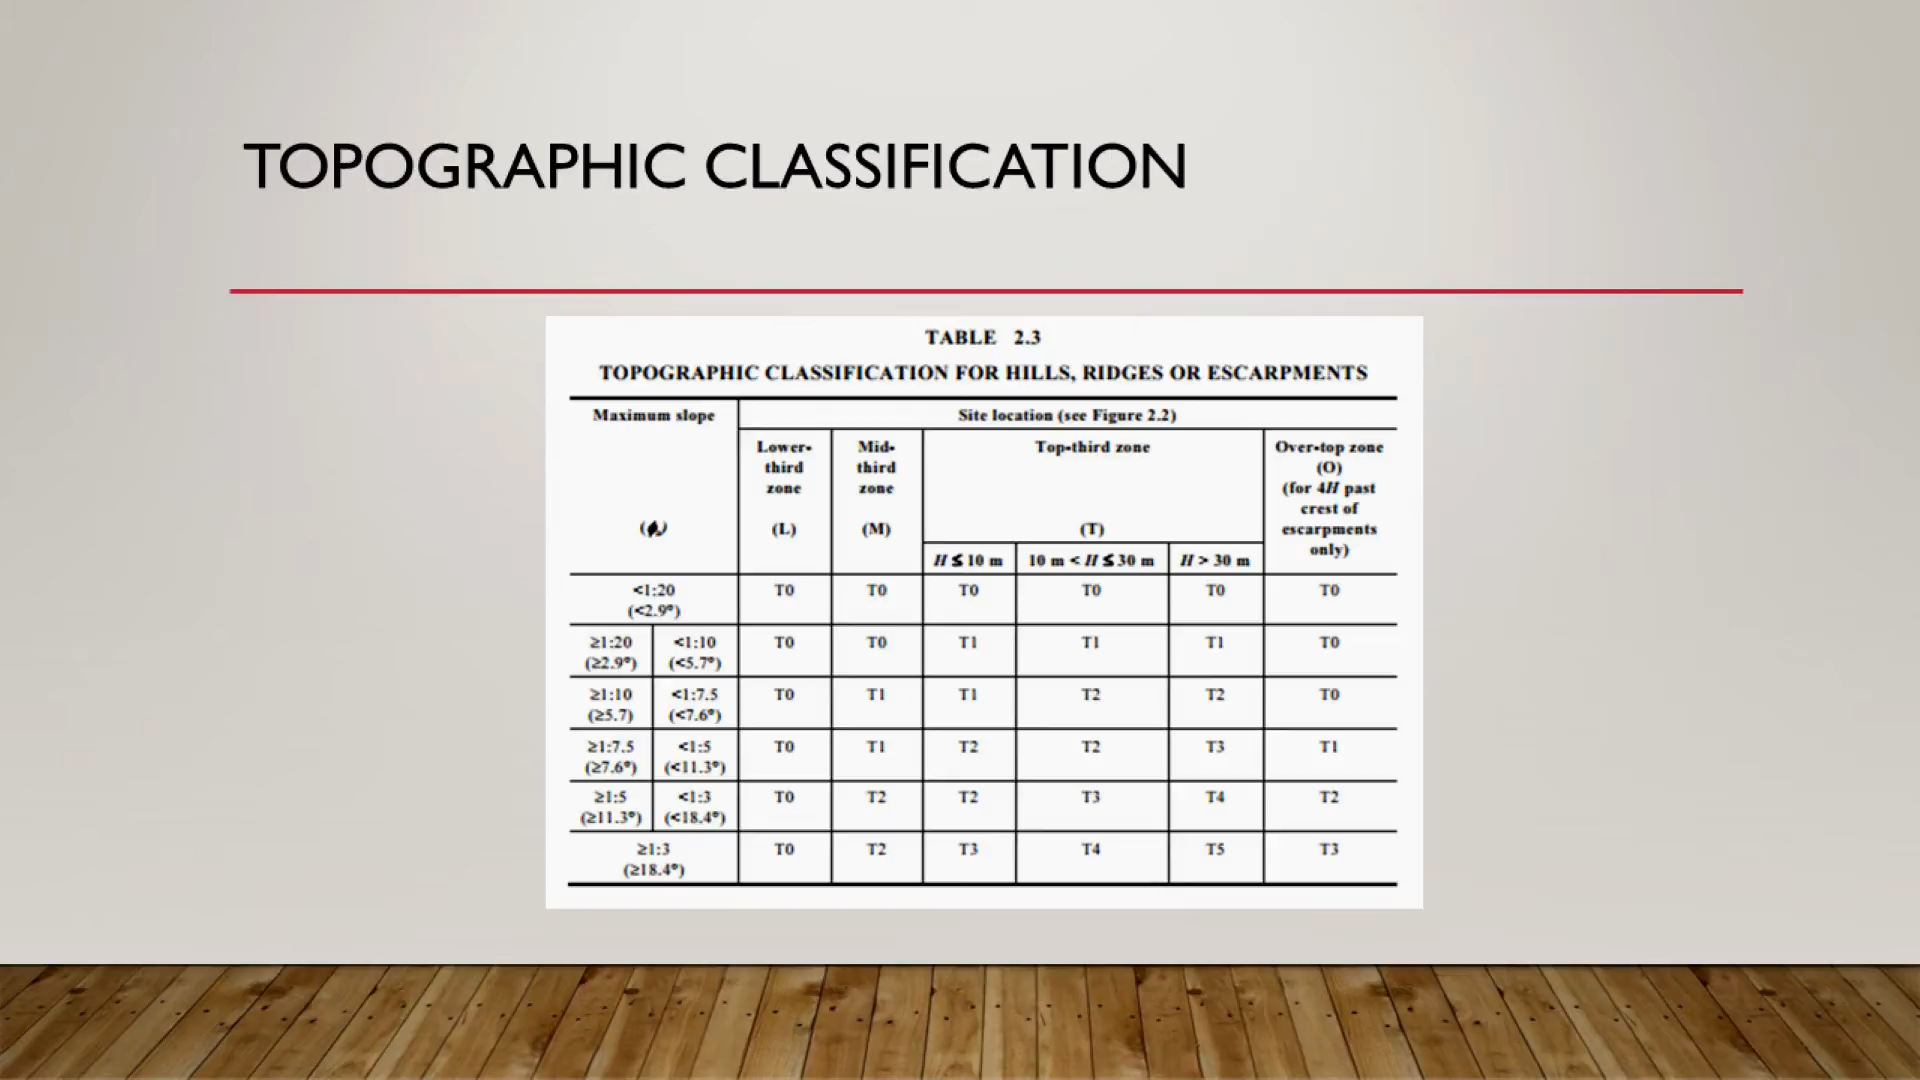 TOPOGRAPHIC CLASSIFICATION
TABLE 2.3
TOPOGRAPHIC CLASSIFICATION FOR HILLS, RIDGES OR ESCARPMENTS
Maximum slope
Site location (see Figure 2.2)
Lower-third zone (L)
Mid-third zone (M)
Top-third zone (T)
Over-top zone (O) (for 4H past crest of escarpments only)
H ≤ 10 m 10 m < H ≤ 30 m H > 30 m
<1:20 (<2.9°) T0 T0 T0 T0 T0 T0
≥1:20 (≥2.9°) <1:10 (<5.7°) T0 T0 T1 T1 T1 T0
≥1:10 (≥5.7) <1:7.5 (<7.6°) T0 T1 T1 T2 T2 T0
≥1:7.5 (≥7.6°) <1:5 (<11.3°) T0 T1 T2 T2 T3 T1
≥1:5 (≥11.3°) <1:3 (<18.4°) T0 T2 T2 T3 T4 T2
≥1:3 (≥18.4°) T0 T2 T3 T4 T5 T3